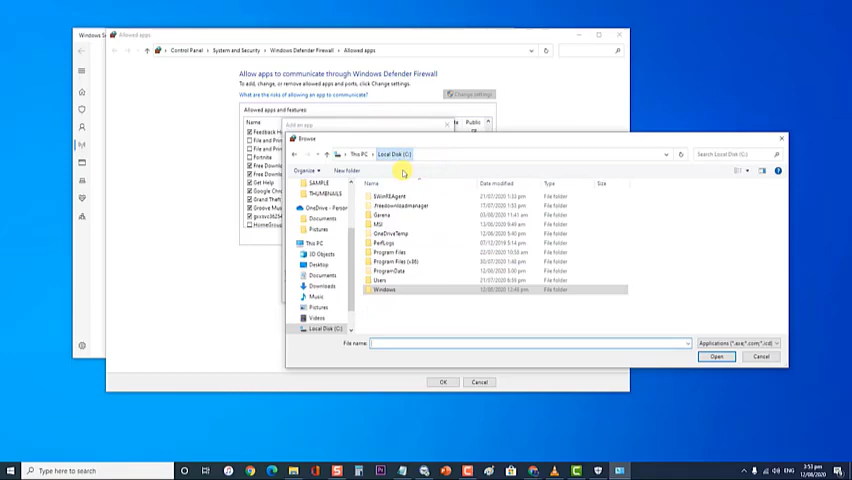 Windows S
Allowed apps
Control Panel > System and Security > Windows Defender Firewall > Allowed apps
Allow apps to communicate through Windows Defender Firewall
To add, change, or remove allowed apps and ports, click Change settings.
What are the risks of allowing an app to communicate?
Change settings
Allowed apps and features:
Name
Public
Feedback Hu
File and Prin
File and Prin
Fortnite
Free Downl
Free Downl
Get Help
Google Chro
Grand Theft
Groove Mus
HomeGroup
Add an app
Browse
This PC > Local Disk (C:)
Search Local Disk (C:)
Organize
New folder
SAMPLE
THUMBNAILS
OneDrive - Person
Documents
Pictures
This PC
3D Objects
Desktop
Documents
Downloads
Music
Pictures
Videos
Local Disk (C:)
Name
Date modified
Type
Size
$WinREAgent
File folder
.freedownloadmanager
File folder
Garena
File folder
MSI
File folder
OneDriveTemp
File folder
PerfLogs
File folder
Program Files
File folder
Program Files (x86)
File folder
ProgramData
File folder
Users
File folder
Windows
File folder
File name:
Applications (*.exe;*.com;*.icd)
Open
Cancel
OK
Cancel
Type here to search
ENG
3:53 pm
12/08/2020